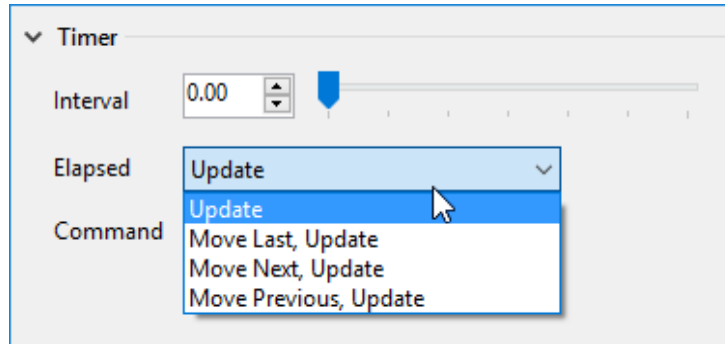 Timer
Interval 0.00
Elapsed Update
Update
Command
Move Last, Update
Move Next, Update
Move Previous, Update